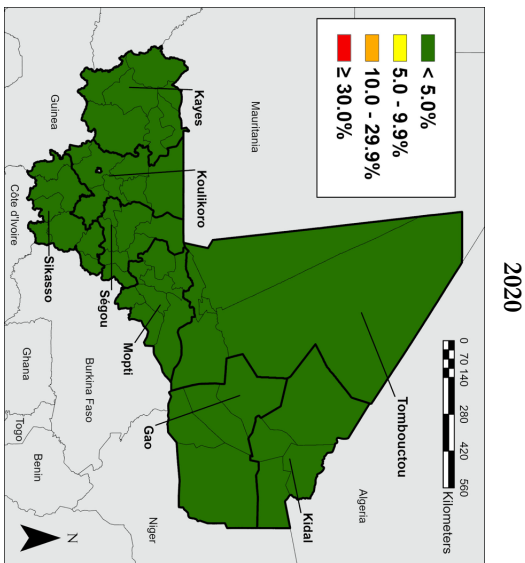 2020
< 5.0%
5.0 - 9.9%
10.0 - 29.9%
≥ 30.0%
0 70 140 280 420 560
Kilometers
Mauritania
Algeria
Tombouctou
Kidal
Gao
Kayes
Koulikoro
Mopti
Ségou
Sikasso
Guinea
Côte d'Ivoire
Burkina Faso
Ghana
Togo
Benin
Niger
N